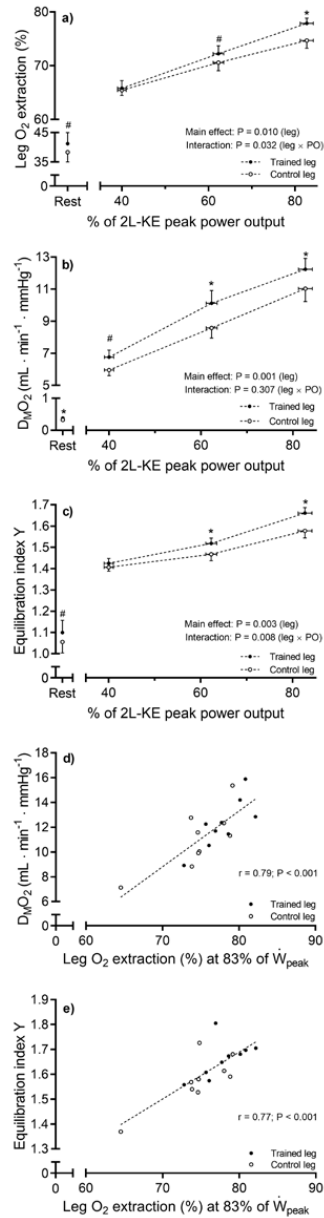 a)
80
*
#
70
Leg O2 extraction (%)
60
45
#
35
Main effect: P = 0.010 (leg)
Interaction: P = 0.032 (leg × PO)
Trained leg
Control leg
0
Rest
40
60
80
% of 2L-KE peak power output
b)
13
*
11
*
9
#
7
DMO2 (mL · min-1 · mmHg-1)
5
1
*
0
Main effect: P = 0.001 (leg)
Interaction: P = 0.307 (leg × PO)
Trained leg
Control leg
Rest
40
60
80
% of 2L-KE peak power output
c)
1.7
*
1.6
*
1.5
1.4
Equilibration index Y
#
1.1
1.0
Main effect: P = 0.003 (leg)
Interaction: P = 0.008 (leg × PO)
Trained leg
Control leg
0
Rest
40
60
80
% of 2L-KE peak power output
d)
18
16
14
12
10
8
6
DMO2 (mL · min-1 · mmHg-1)
r = 0.79; P < 0.001
Trained leg
Control leg
0
0
60
70
80
90
Leg O2 extraction (%) at 83% of Ẇpeak
e)
1.9
1.8
1.7
1.6
1.5
1.4
1.3
Equilibration index Y
r = 0.77; P < 0.001
Trained leg
Control leg
0
0
60
70
80
90
Leg O2 extraction (%) at 83% of Ẇpeak